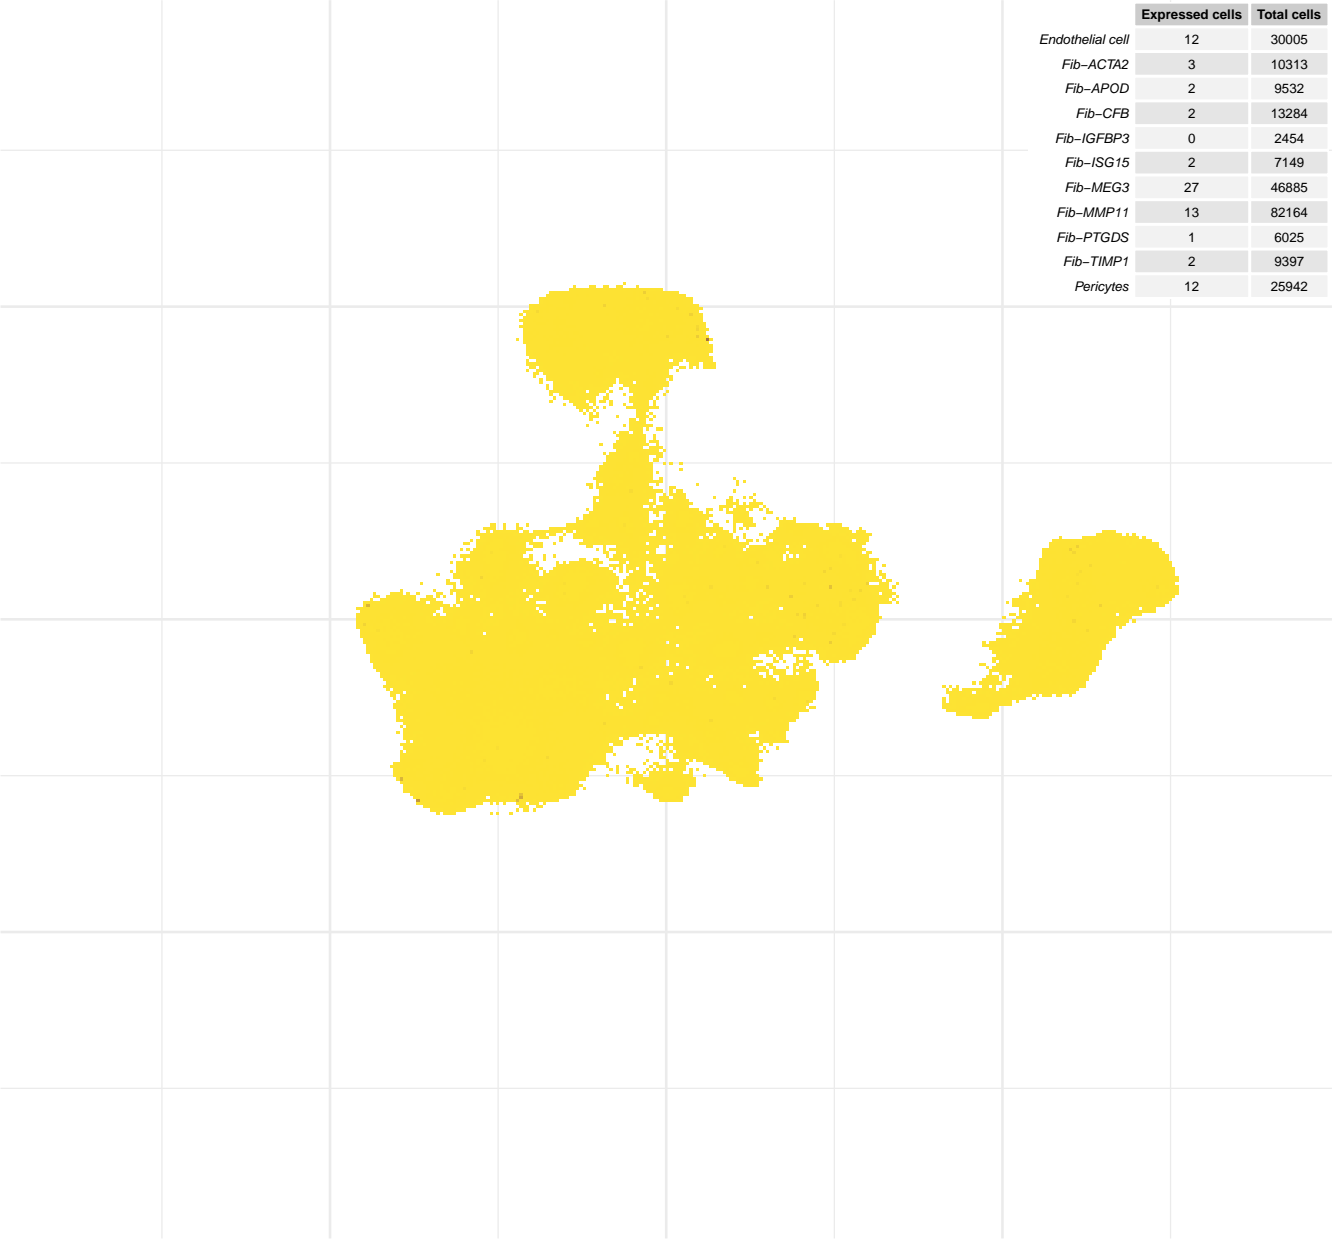 Expressed cells Total cells
Endothelial cell 12 30005
Fib−ACTA2 3 10313
Fib−APOD 2 9532
Fib−CFB 2 13284
Fib−IGFBP3 0 2454
Fib−ISG15 2 7149
Fib−MEG3 27 46885
Fib−MMP11 13 82164
Fib−PTGDS 1 6025
Fib−TIMP1 2 9397
Pericytes 12 25942